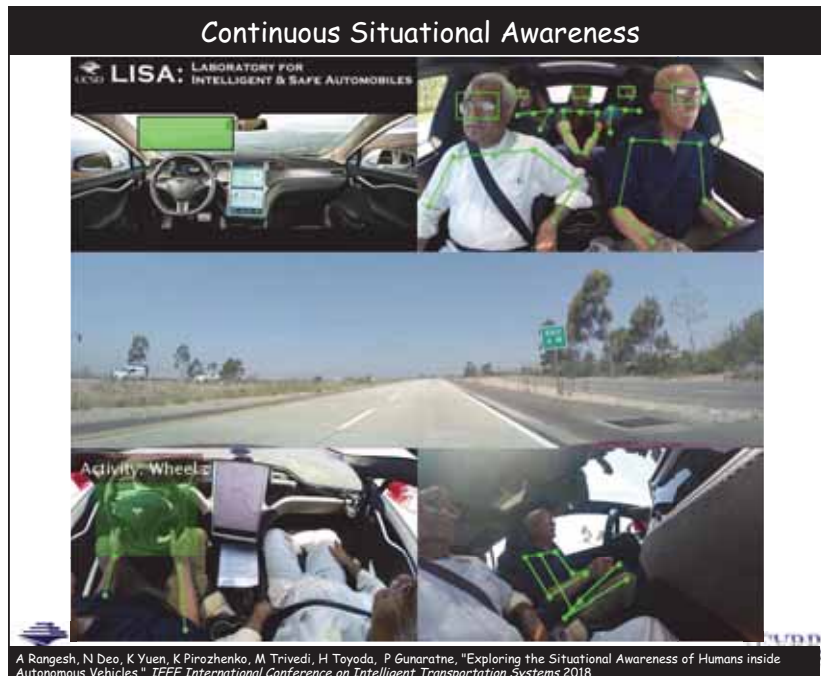 Continuous Situational Awareness
UCSD LISA: LABORATORY FOR
INTELLIGENT & SAFE AUTOMOBILES
Activity: Wheel
A Rangesh, N Deo, K Yuen, K Pirozhenko, M Trivedi, H Toyoda, P Gunaratne, "Exploring the Situational Awareness of Humans inside
Autonomous Vehicles," IEEE International Conference on Intelligent Transportation Systems 2018